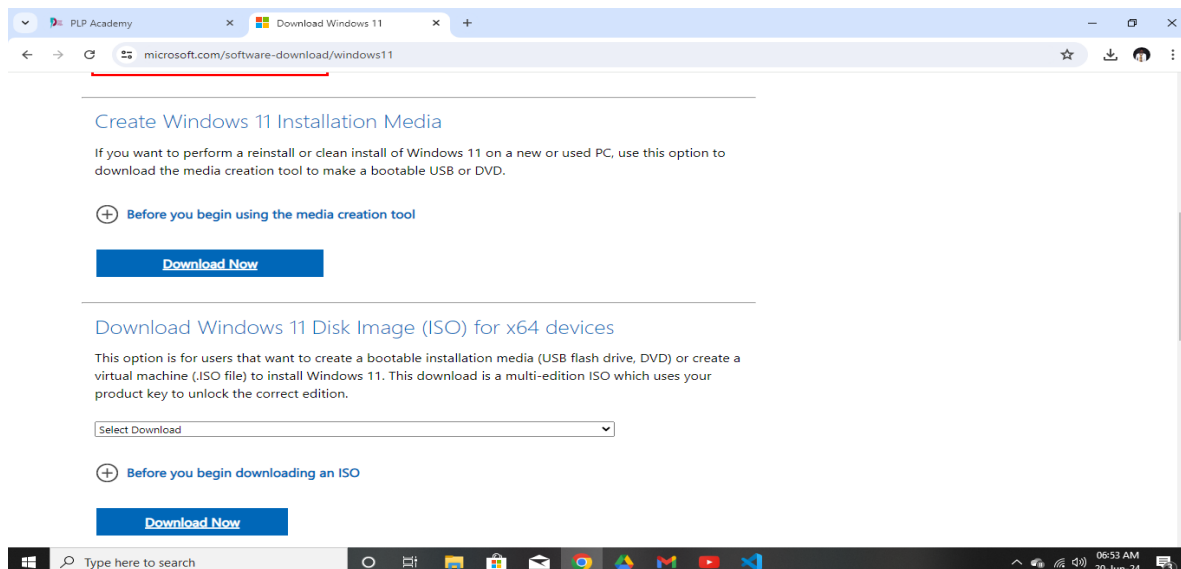 PLP Academy
Download Windows 11
microsoft.com/software-download/windows11
Create Windows 11 Installation Media
If you want to perform a reinstall or clean install of Windows 11 on a new or used PC, use this option to
download the media creation tool to make a bootable USB or DVD.
Before you begin using the media creation tool
Download Now
Download Windows 11 Disk Image (ISO) for x64 devices
This option is for users that want to create a bootable installation media (USB flash drive, DVD) or create a
virtual machine (.ISO file) to install Windows 11. This download is a multi-edition ISO which uses your
product key to unlock the correct edition.
Select Download
Before you begin downloading an ISO
Download Now
Type here to search
06:53 AM
20-Jun-24